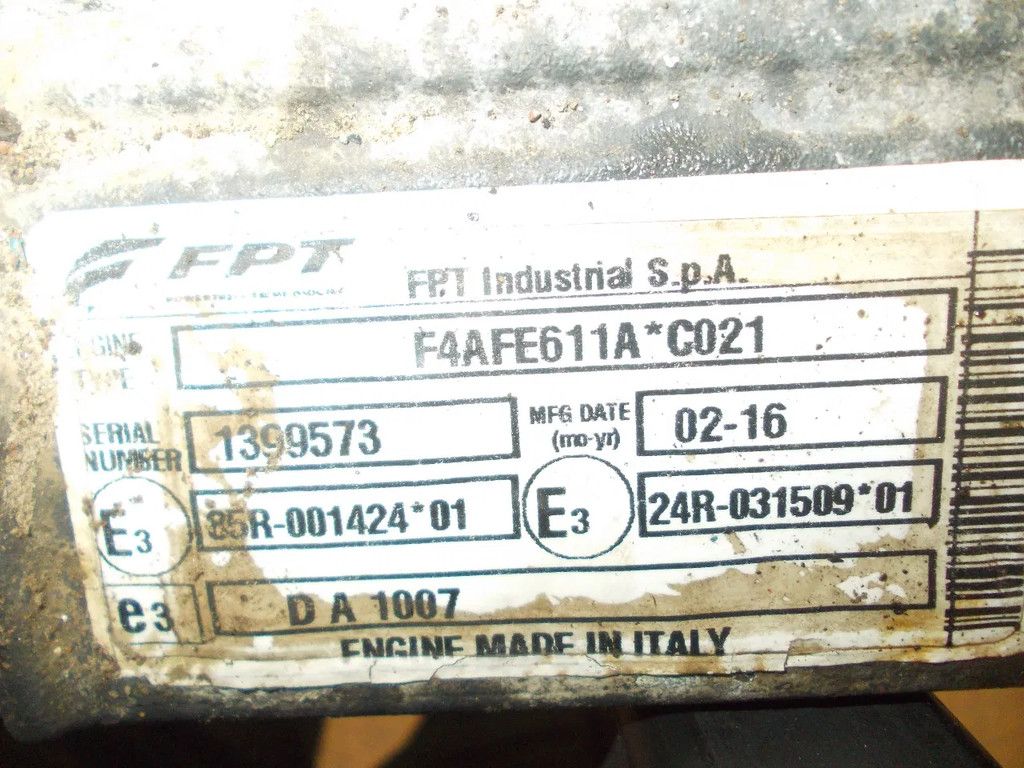 FPT
FPT Industrial S.p.A.
ENGINE TYPE F4AFE611A*C021
SERIAL NUMBER 1399573 MFG DATE (mo-yr) 02-16
E3 85R-001424*01 E3 24R-031509*01
e3 D A 1007
ENGINE MADE IN ITALY